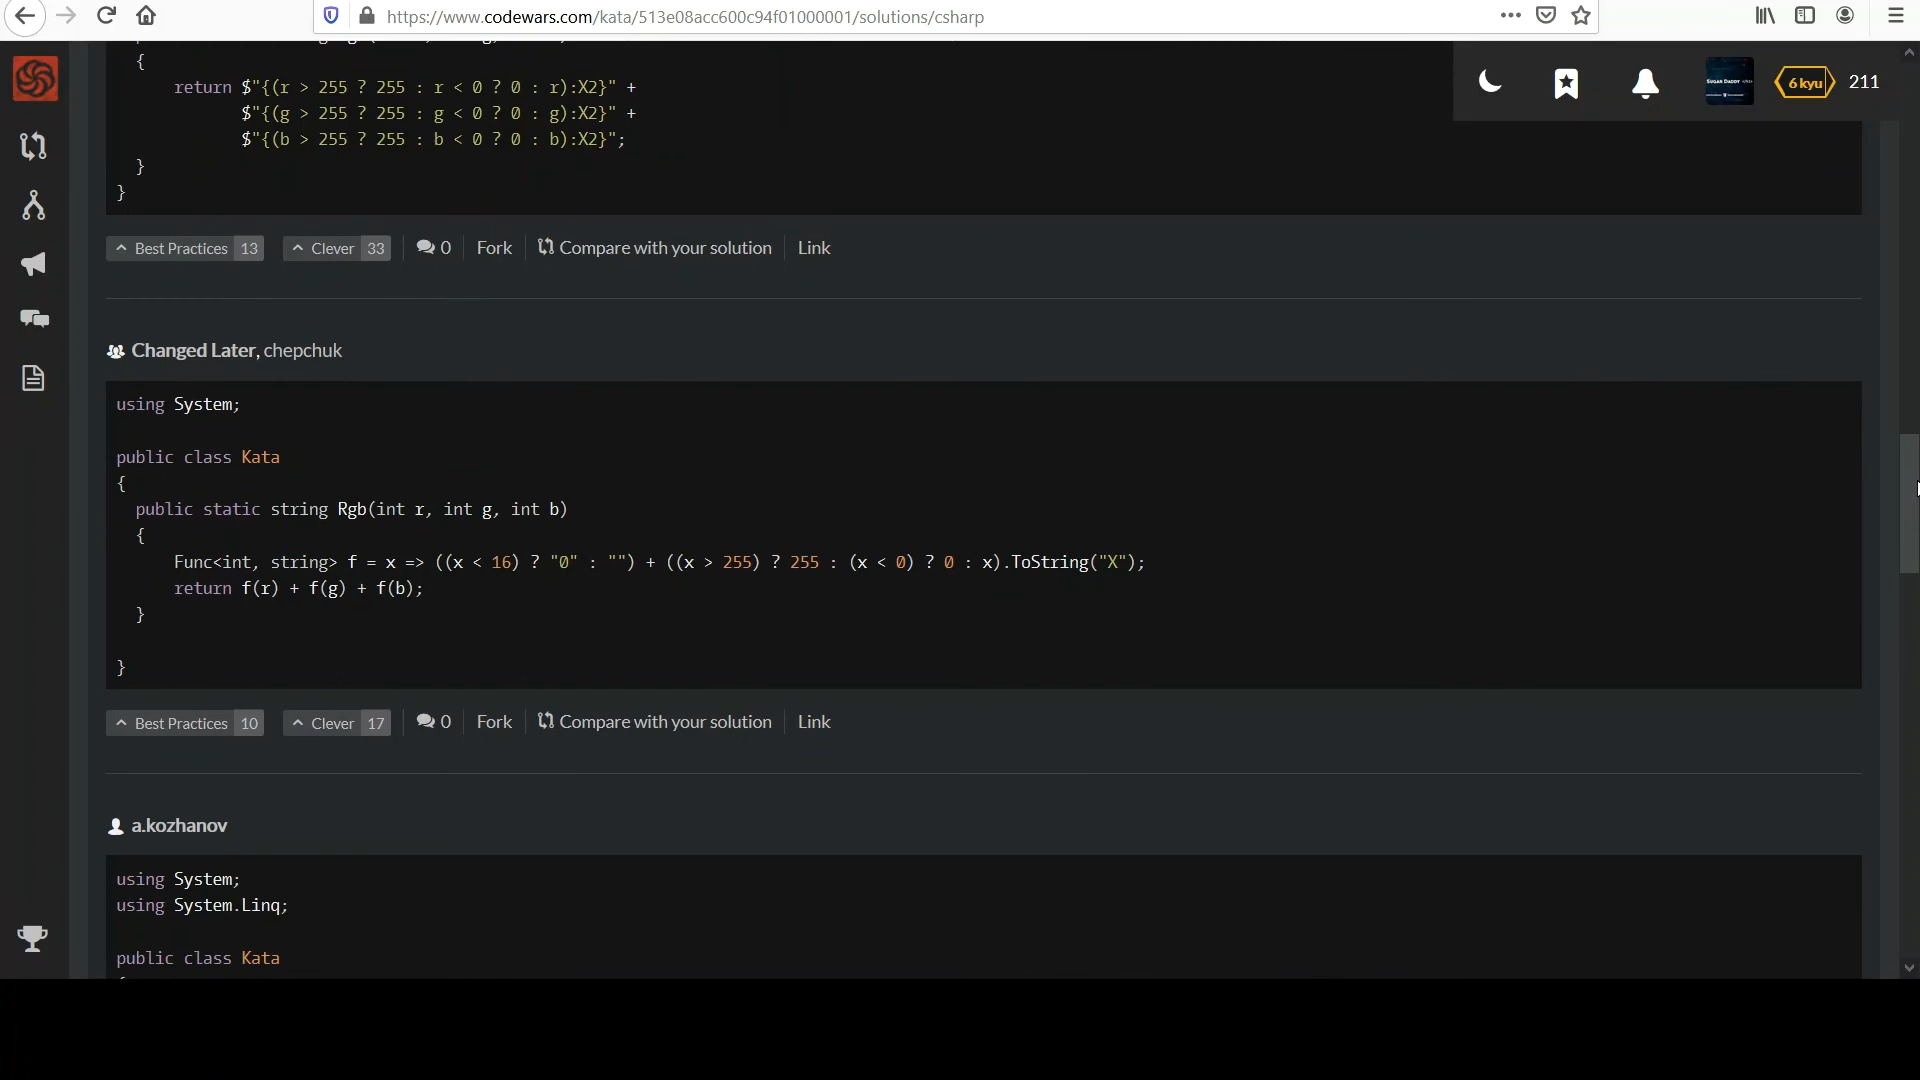 https://www.codewars.com/kata/513e08acc600c94f01000001/solutions/csharp
6 kyu 211
{
return $"{(r > 255 ? 255 : r < 0 ? 0 : r):X2}" +
$"{(g > 255 ? 255 : g < 0 ? 0 : g):X2}" +
$"{(b > 255 ? 255 : b < 0 ? 0 : b):X2}";
}
}
Best Practices 13 Clever 33 0 Fork Compare with your solution Link
Changed Later, chepchuk
using System;
public class Kata
{
public static string Rgb(int r, int g, int b)
{
Func<int, string> f = x => ((x < 16) ? "0" : "") + ((x > 255) ? 255 : (x < 0) ? 0 : x).ToString("X");
return f(r) + f(g) + f(b);
}
}
Best Practices 10 Clever 17 0 Fork Compare with your solution Link
a.kozhanov
using System;
using System.Linq;
public class Kata